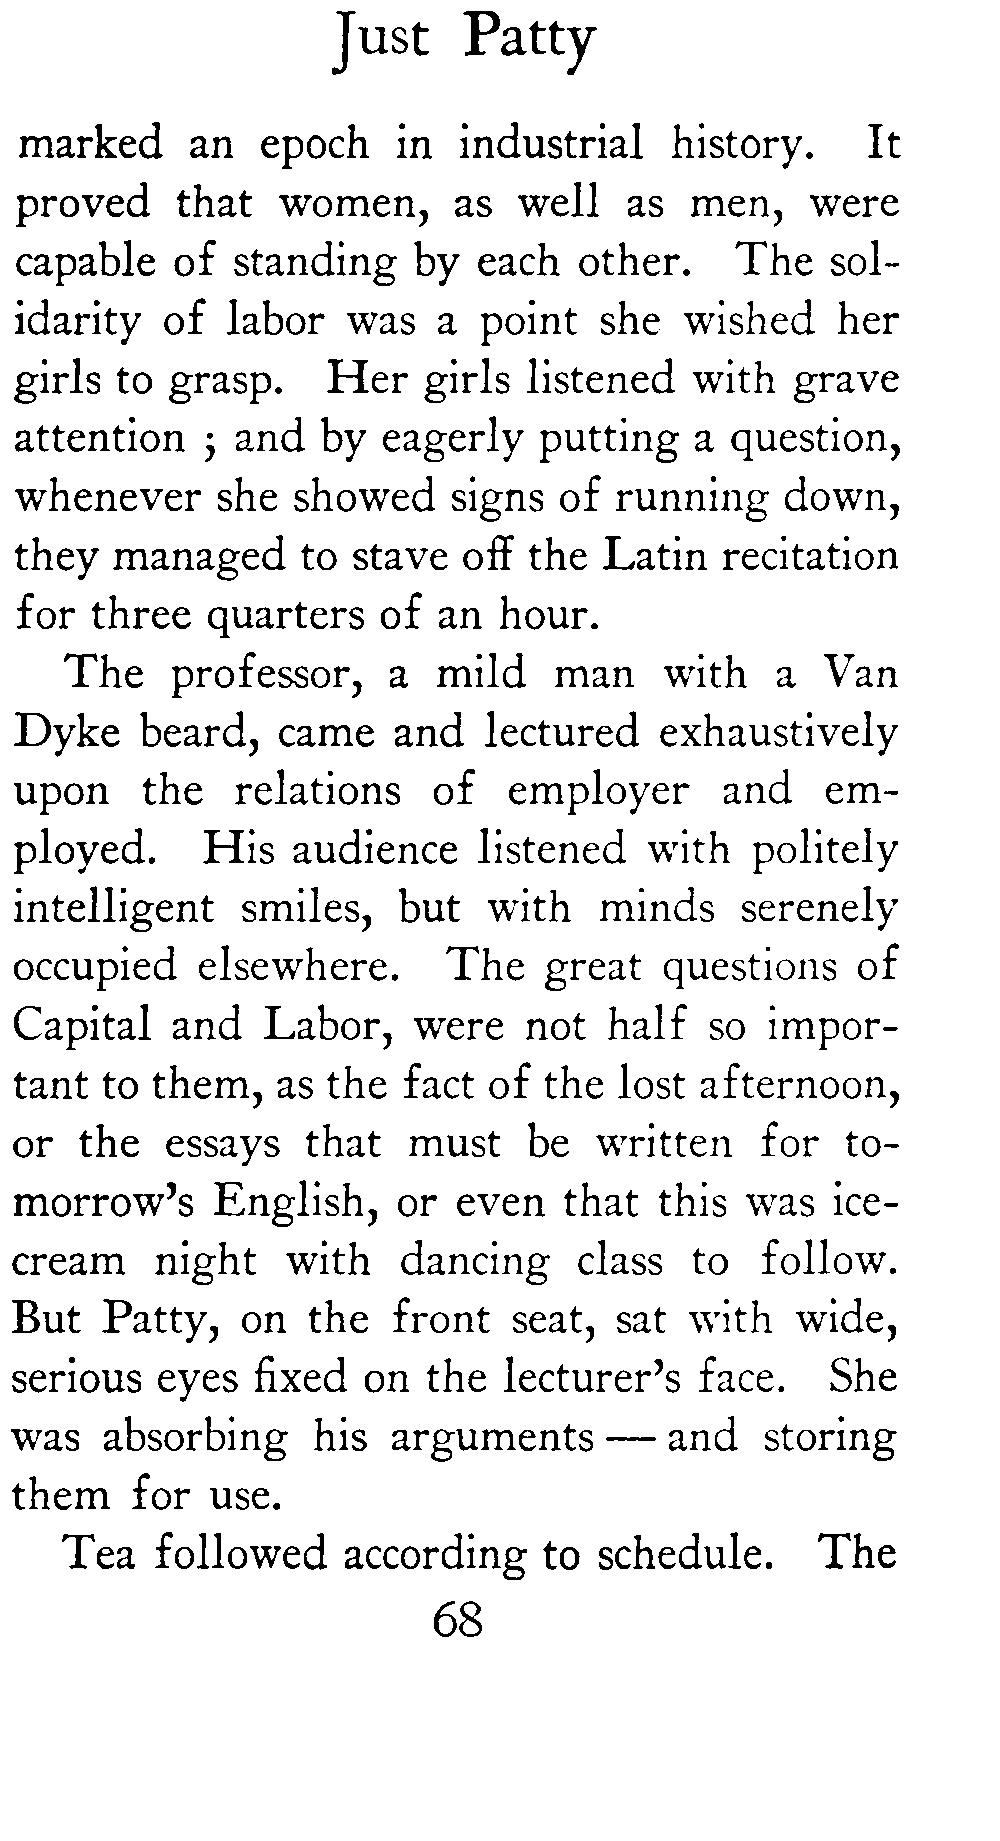 Just Patty
marked an epoch in industrial history. It
proved that women, as well as men, were
capable of standing by each other. The sol-
idarity of labor was a point she wished her
girls to grasp. Her girls listened with grave
attention ; and by eagerly putting a question,
whenever she showed signs of running down,
they managed to stave off the Latin recitation
for three quarters of an hour.
The professor, a mild man with a Van
Dyke beard, came and lectured exhaustively
upon the relations of employer and em-
ployed. His audience listened with politely
intelligent smiles, but with minds serenely
occupied elsewhere. The great questions of
Capital and Labor, were not half so impor-
tant to them, as the fact of the lost afternoon,
or the essays that must be written for to-
morrow's English, or even that this was ice-
cream night with dancing class to follow.
But Patty, on the front seat, sat with wide,
serious eyes fixed on the lecturer's face. She
was absorbing his arguments — and storing
them for use.
Tea followed according to schedule. The
68